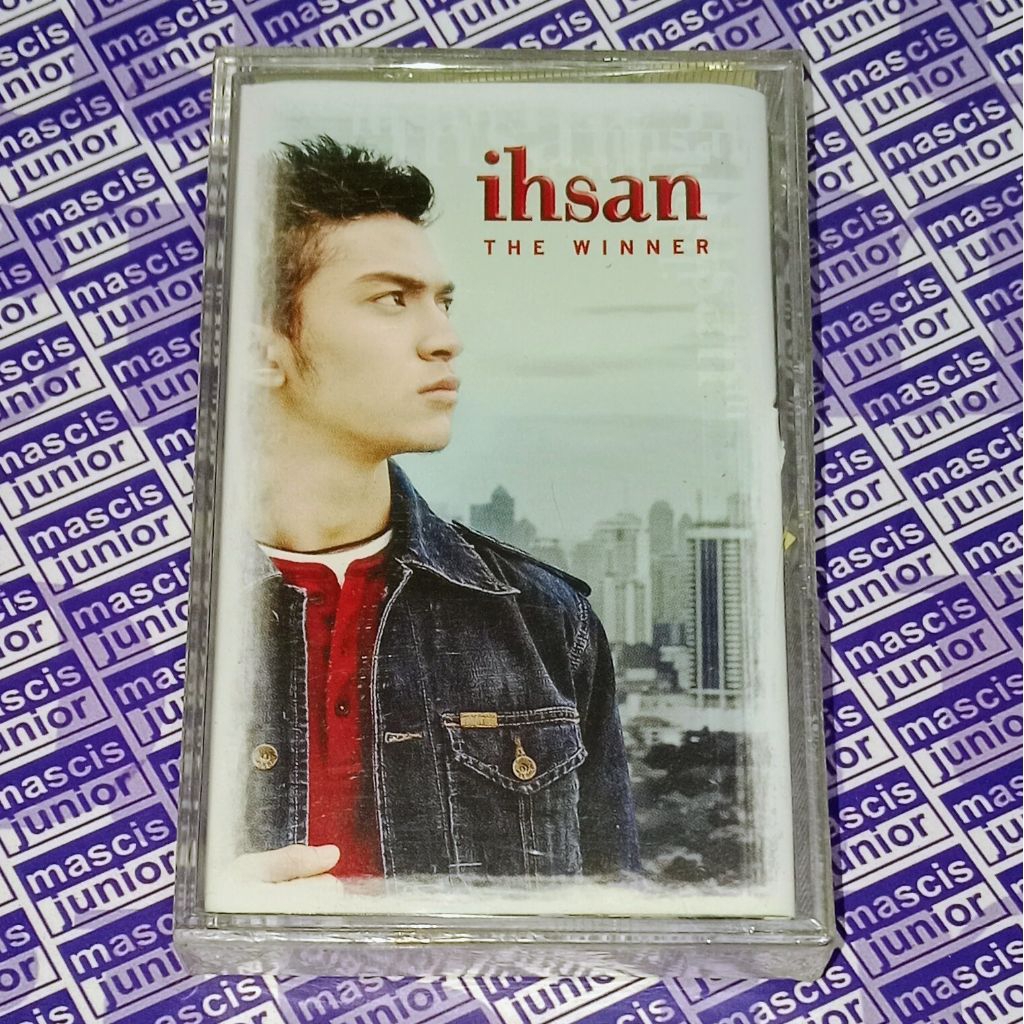 ihsan
THE WINNER
mascis
junior